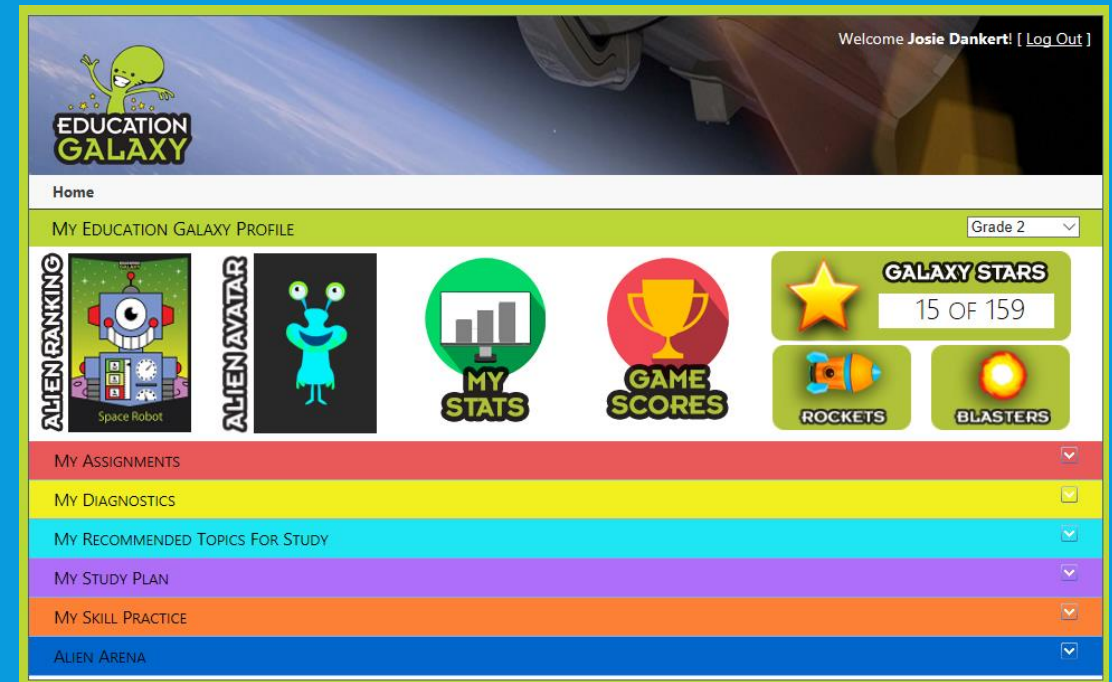 Welcome Josie Dankert! [ Log Out ]
EDUCATION
GALAXY
Home
MY EDUCATION GALAXY PROFILE
Grade 2
ALIEN RANKING
Space Robot
ALIEN AVATAR
MY
STATS
GAME
SCORES
GALAXY STARS
15 OF 159
ROCKETS
BLASTERS
MY ASSIGNMENTS
MY DIAGNOSTICS
MY RECOMMENDED TOPICS FOR STUDY
MY STUDY PLAN
MY SKILL PRACTICE
ALIEN ARENA